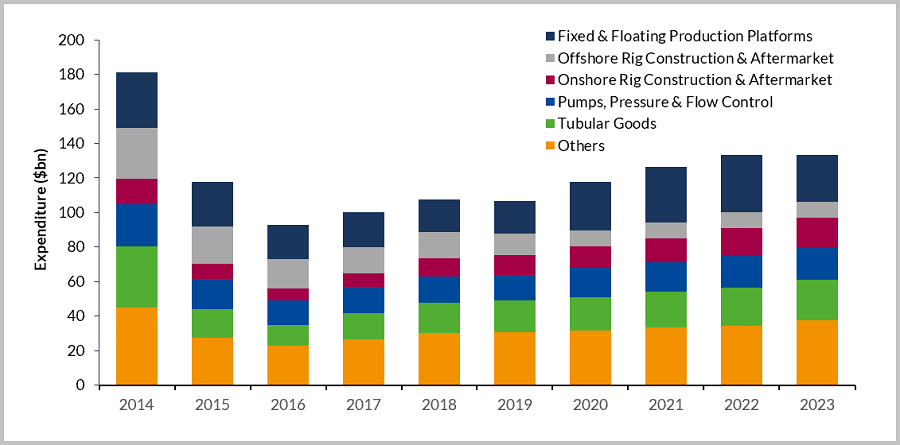 Expenditure ($bn)
200
180
160
140
120
100
80
60
40
20
0
Fixed & Floating Production Platforms
Offshore Rig Construction & Aftermarket
Onshore Rig Construction & Aftermarket
Pumps, Pressure & Flow Control
Tubular Goods
Others
2014 2015 2016 2017 2018 2019 2020 2021 2022 2023